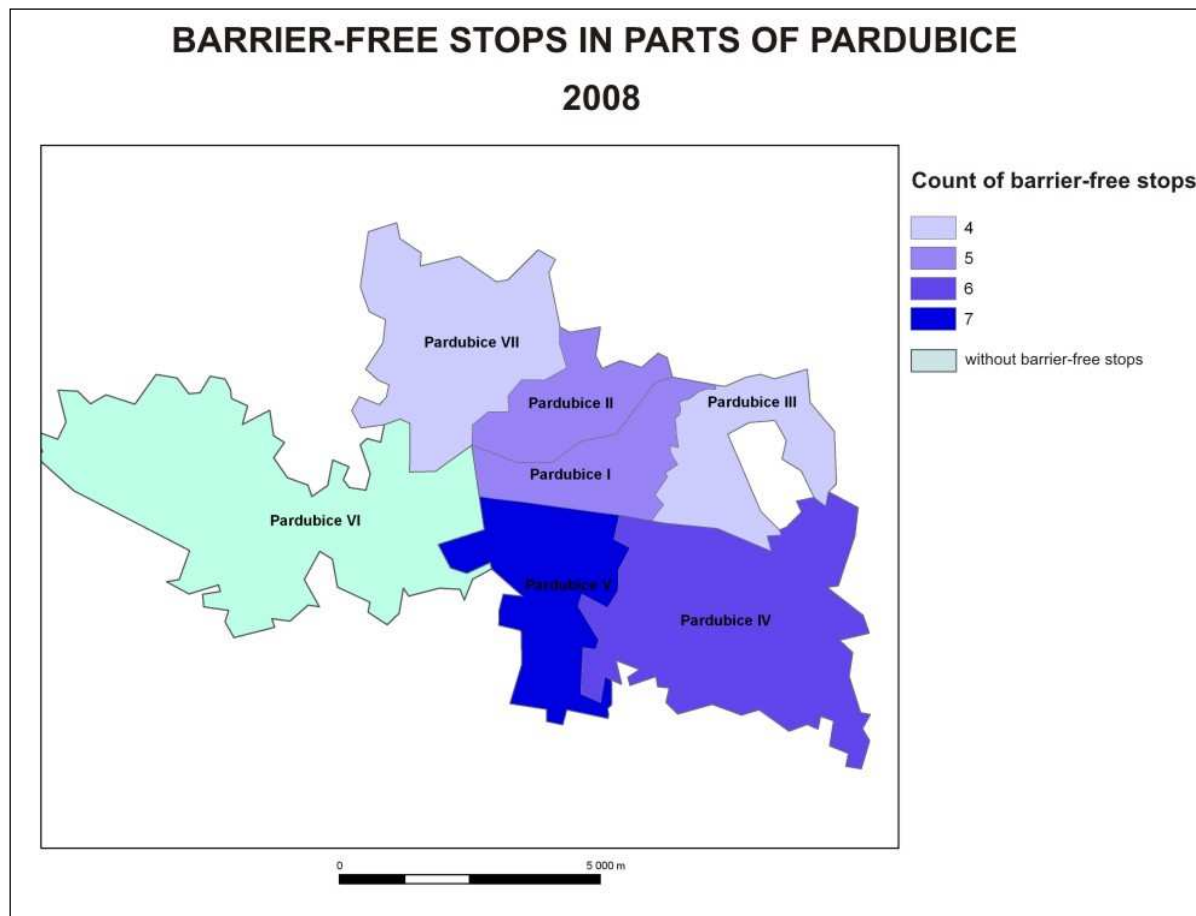 BARRIER-FREE STOPS IN PARTS OF PARDUBICE
2008
Count of barrier-free stops
4
5
6
7
without barrier-free stops
Pardubice VII
Pardubice II
Pardubice III
Pardubice I
Pardubice VI
Pardubice V
Pardubice IV
0
5 000 m